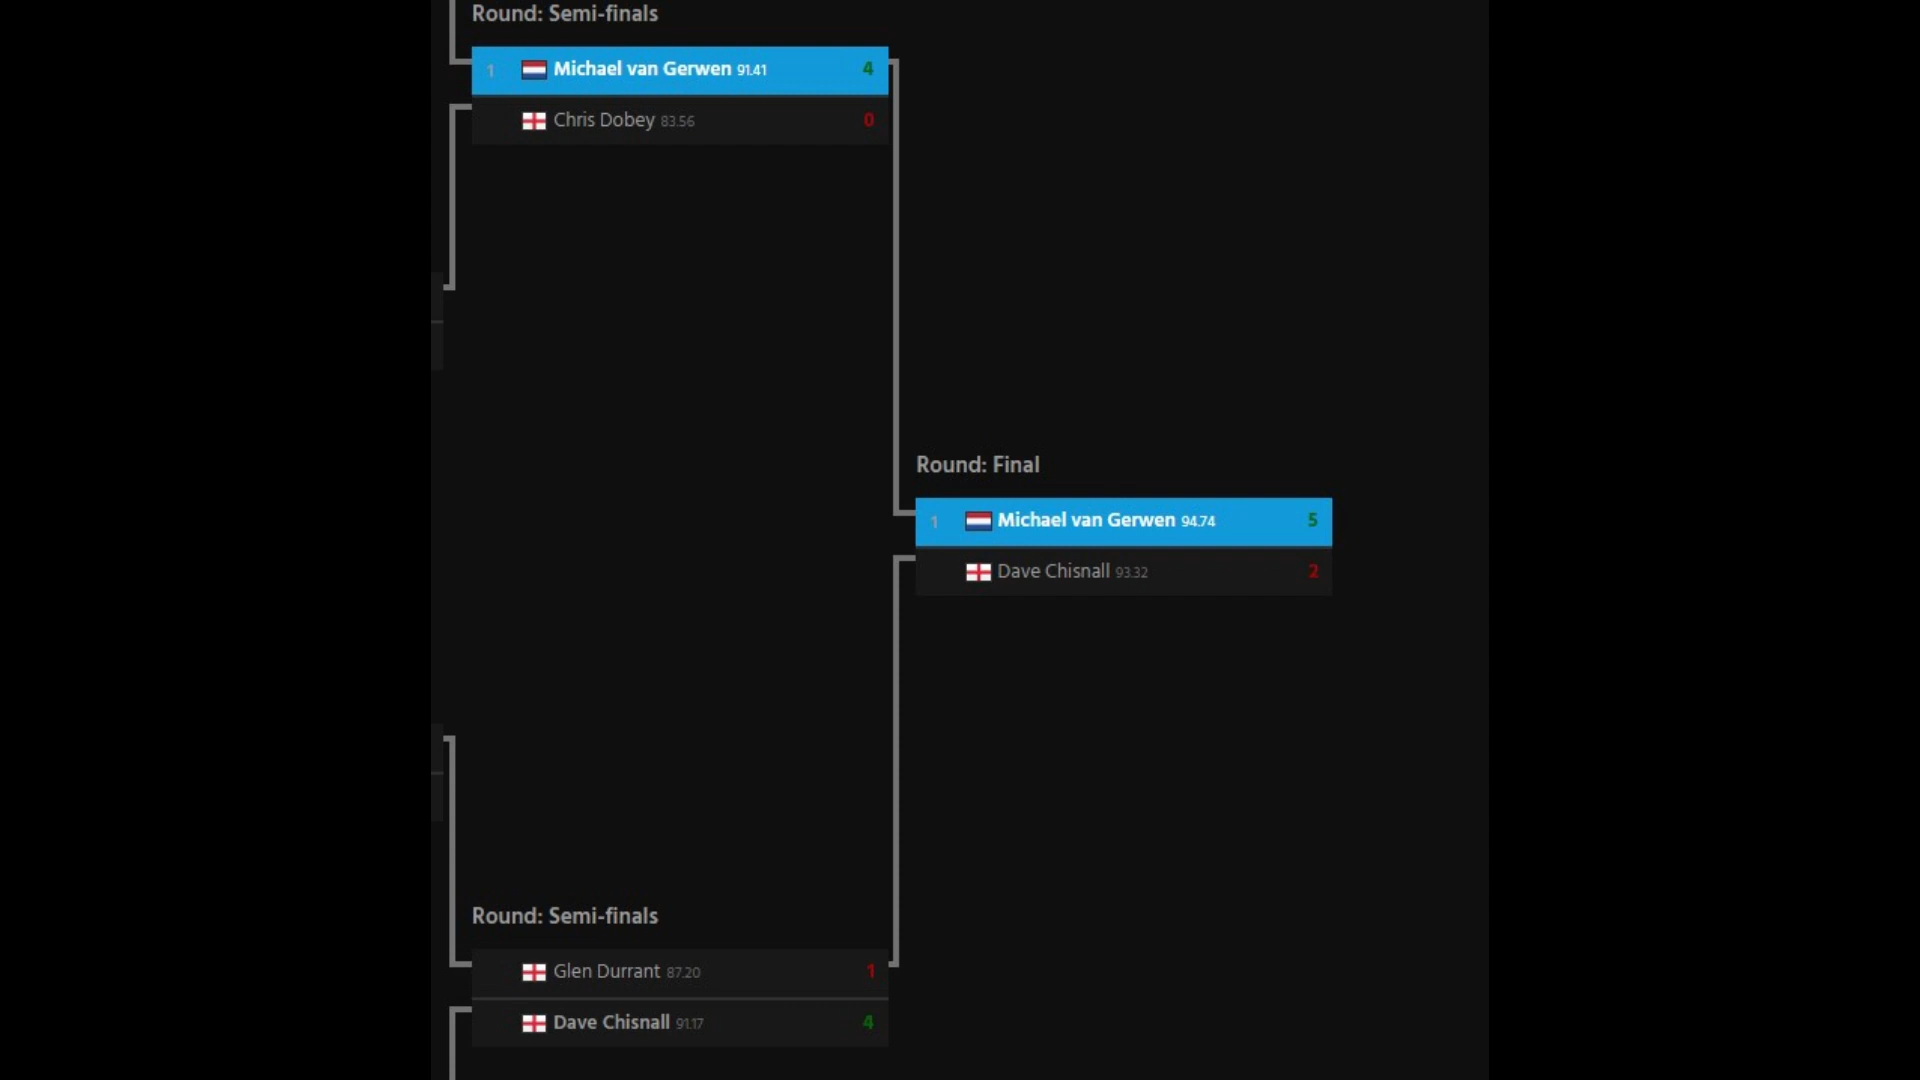 Round: Semi-finals
1 Michael van Gerwen 91.41 4
Chris Dobey 83.56 0
Round: Final
1 Michael van Gerwen 94.74 5
Dave Chisnall 93.32 2
Round: Semi-finals
Glen Durrant 87.20 1
Dave Chisnall 91.17 4